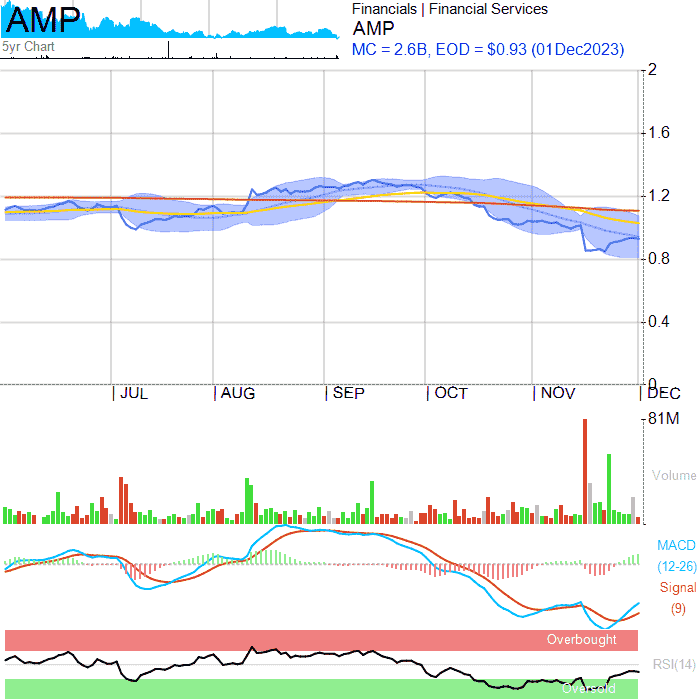 AMP
5yr Chart
Financials | Financial Services
AMP
MC = 2.6B, EOD = $0.93 (01Dec2023)
2
1.6
1.2
0.8
0.4
0
JUL AUG SEP OCT NOV DEC
81M
Volume
MACD
(12-26)
Signal
(9)
Overbought
RSI(14)
Oversold